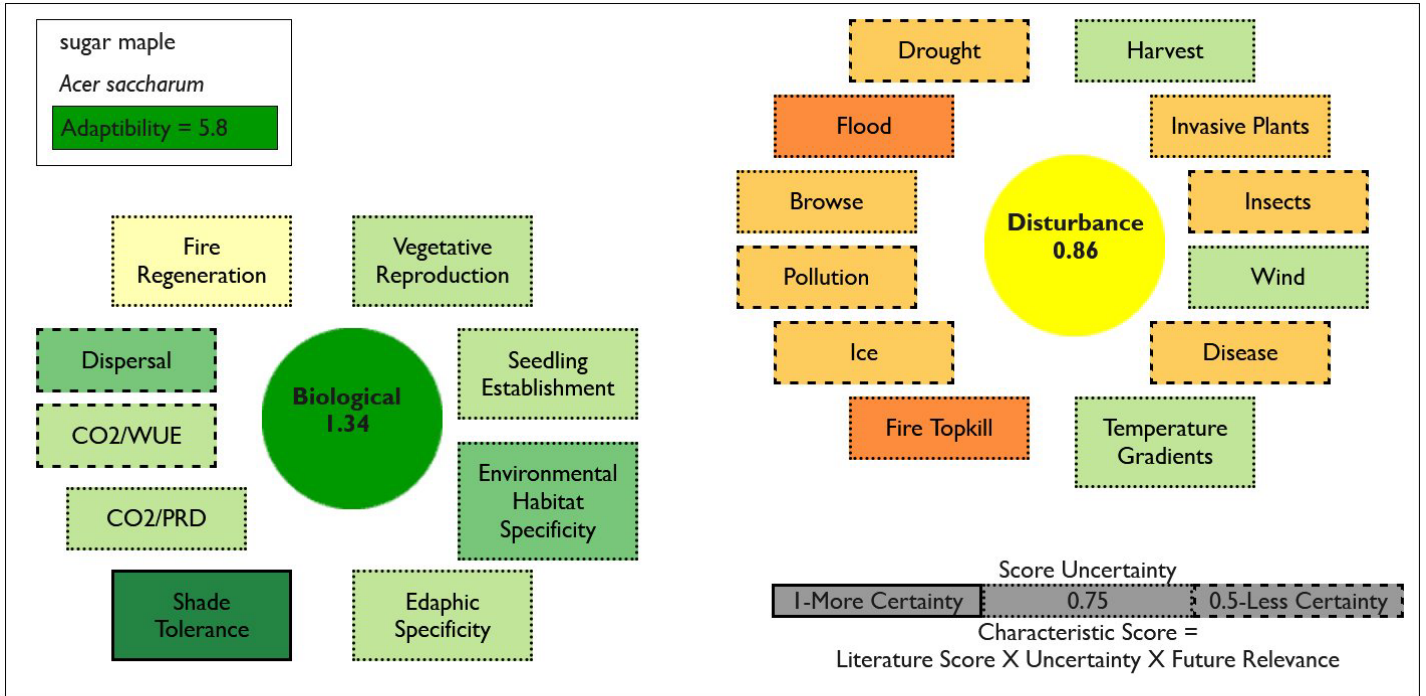 sugar maple
Acer saccharum
Adaptibility = 5.8
Fire
Regeneration
Vegetative
Reproduction
Dispersal
Seedling
Establishment
Biological
1.34
CO2/WUE
Environmental
Habitat
Specificity
CO2/PRD
Shade
Tolerance
Edaphic
Specificity
Drought
Harvest
Flood
Invasive Plants
Browse
Insects
Disturbance
0.86
Pollution
Wind
Ice
Disease
Fire Topkill
Temperature
Gradients
Score Uncertainty
1-More Certainty
0.75
0.5-Less Certainty
Characteristic Score =
Literature Score X Uncertainty X Future Relevance